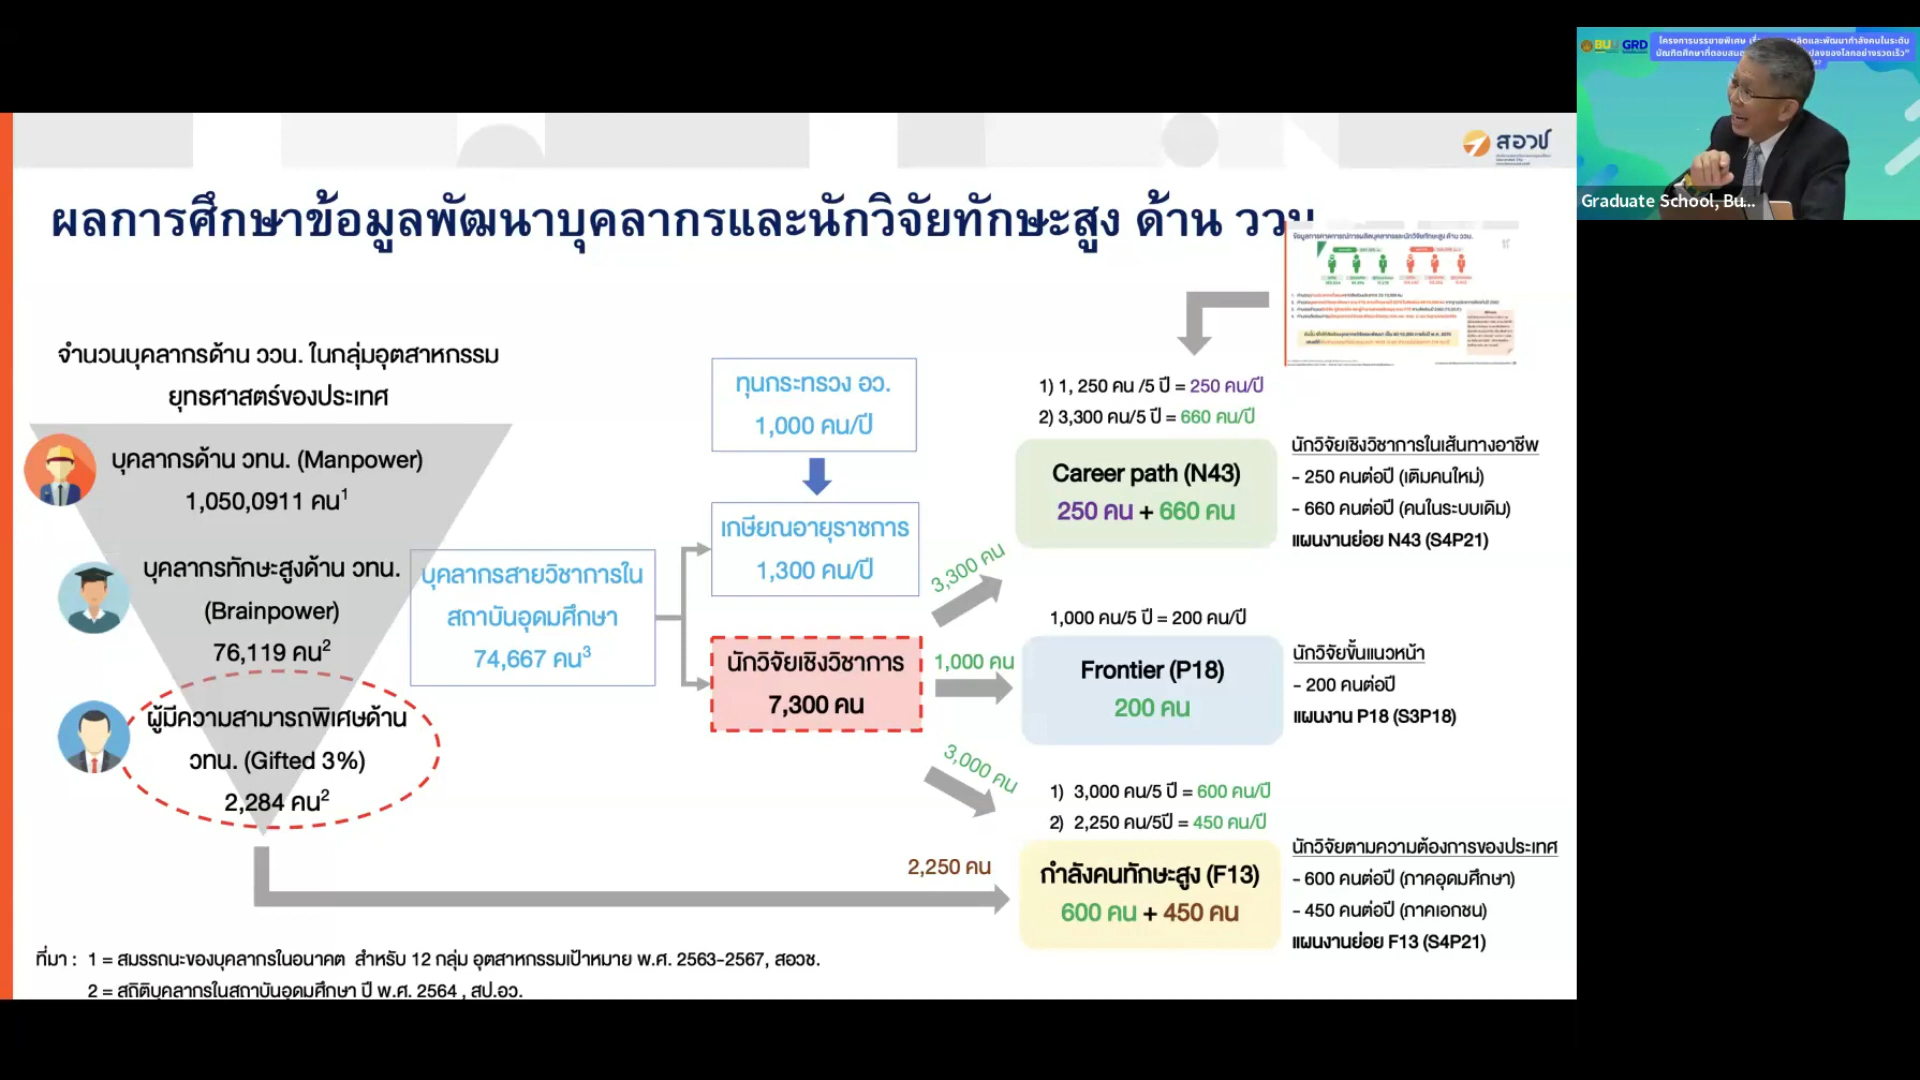 สอวช
ผลการศึกษาข้อมูลพัฒนาบุคลากรและนักวิจัยทักษะสูง ด้าน ววน
จำนวนบุคลากรด้าน ววน. ในกลุ่มอุตสาหกรรม
ยุทธศาสตร์ของประเทศ
บุคลากรด้าน วทน. (Manpower)
1,050,0911 คน1
บุคลากรทักษะสูงด้าน วทน.
(Brainpower)
76,119 คน2
ผู้มีความสามารถพิเศษด้าน
วทน. (Gifted 3%)
2,284 คน2
บุคลากรสายวิชาการใน
สถาบันอุดมศึกษา
74,667 คน3
ทุนกระทรวง อว.
1,000 คน/ปี
เกษียณอายุราชการ
1,300 คน/ปี
นักวิจัยเชิงวิชาการ
7,300 คน
3,300 คน
1,000 คน
3,000 คน
2,250 คน
1) 1, 250 คน /5 ปี = 250 คน/ปี
2) 3,300 คน/5 ปี = 660 คน/ปี
Career path (N43)
250 คน + 660 คน
นักวิจัยเชิงวิชาการในเส้นทางอาชีพ
- 250 คนต่อปี (เติมคนใหม่)
- 660 คนต่อปี (คนในระบบเดิม)
แผนงานย่อย N43 (S4P21)
1,000 คน/5 ปี = 200 คน/ปี
Frontier (P18)
200 คน
นักวิจัยขั้นแนวหน้า
- 200 คนต่อปี
แผนงาน P18 (S3P18)
1) 3,000 คน/5 ปี = 600 คน/ปี
2) 2,250 คน/5ปี = 450 คน/ปี
กำลังคนทักษะสูง (F13)
600 คน + 450 คน
นักวิจัยตามความต้องการของประเทศ
- 600 คนต่อปี (ภาคอุดมศึกษา)
- 450 คนต่อปี (ภาคเอกชน)
แผนงานย่อย F13 (S4P21)
ที่มา : 1 = สมรรถนะของบุคลากรในอนาคต สำหรับ 12 กลุ่ม อุตสาหกรรมเป้าหมาย พ.ศ. 2563-2567, สอวช.
2 = สถิติบุคลากรในสถาบันอุดมศึกษา ปี พ.ศ. 2564 , สป.อว.
GRD
โครงการบรรยายพิเศษ
Graduate School, Bu...